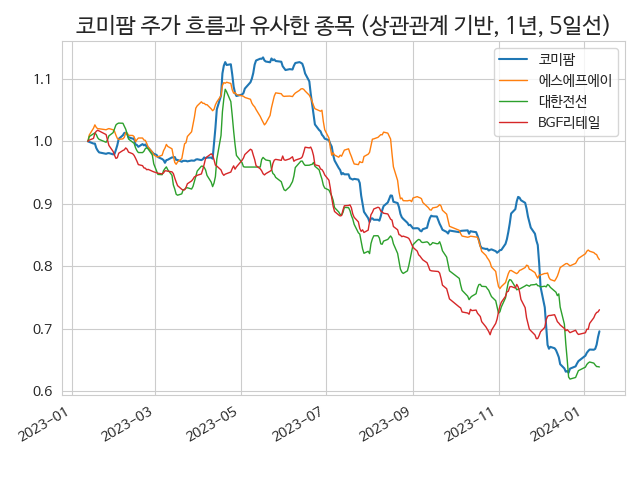 코미팜 주가 흐름과 유사한 종목 (상관관계 기반, 1년, 5일선)
코미팜
에스에프에이
대한전선
BGF리테일
1.1
1.0
0.9
0.8
0.7
0.6
2023-01
2023-03
2023-05
2023-07
2023-09
2023-11
2024-01